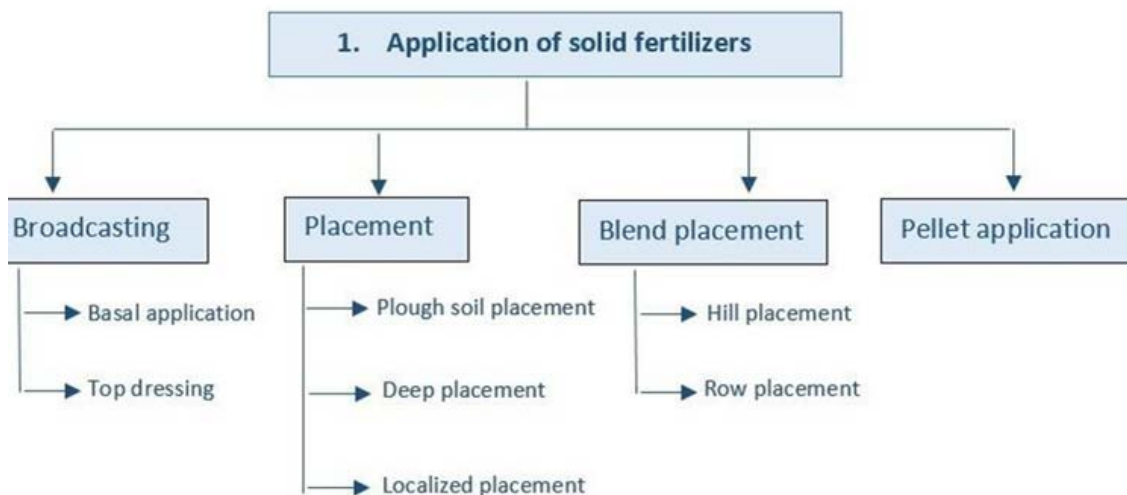 1. Application of solid fertilizers
Broadcasting
Placement
Blend placement
Pellet application
Basal application
Top dressing
Plough soil placement
Deep placement
Localized placement
Hill placement
Row placement